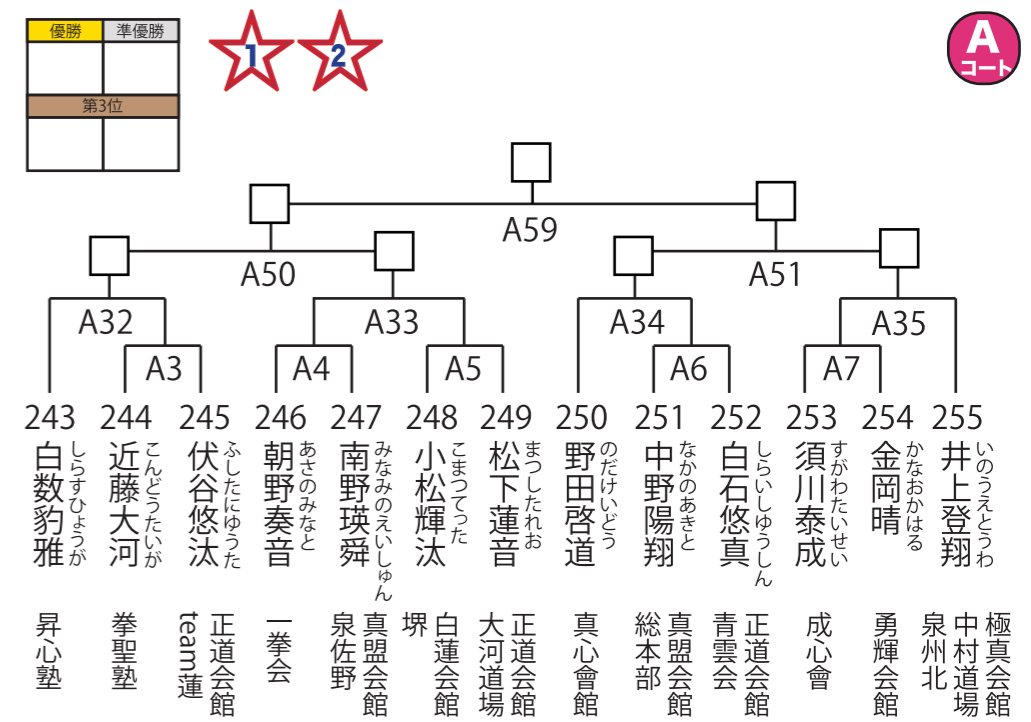 優勝 準優勝
第3位
1 2
A
コート
A59
A50 A51
A32 A33 A34 A35
A3 A4 A5 A6 A7
243 244 245 246 247 248 249 250 251 252 253 254 255
白数豹雅
しらすひょうが
昇心塾
近藤大河
こんどうたいが
拳聖塾
伏谷悠汰
ふしたにゆうた
正道会館
team蓮
朝野奏音
あさのみなと
一拳会
南野瑛舜
みなみのえいしゅん
真盟会館
泉佐野
小松輝汰
こまつてった
白蓮会館
堺
松下蓮音
まつしたれお
正道会館
大河道場
野田啓道
のだけいどう
真心會館
中野陽翔
なかのあきと
真盟会館
総本部
白石悠真
しらいしゆうしん
正道会館
青雲会
須川泰成
すがわたいせい
成心會
金岡晴
かなおかはる
勇輝会館
井上登翔
いのうえとうわ
極真会館
中村道場
泉州北